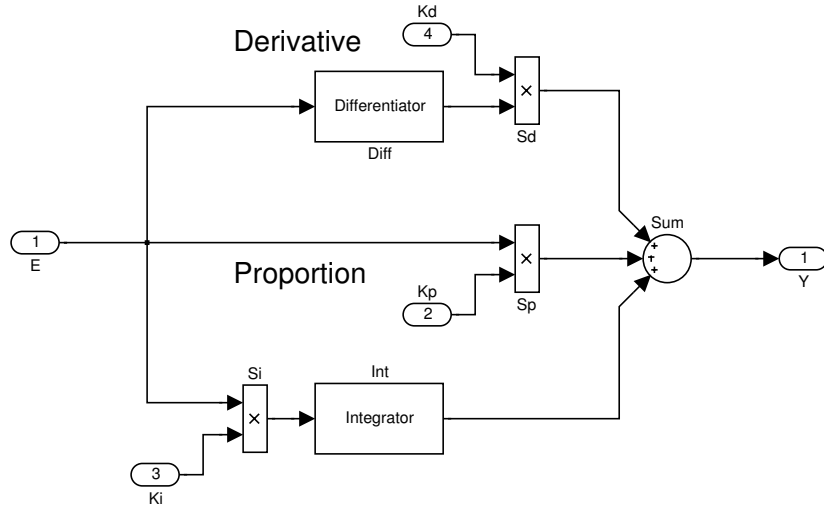 Kd
4
Derivative
×
Differentiator
Diff
Sd
1
E
Sum
+
+
+
×
1
Y
Proportion
Kp
2
Sp
Si
Int
×
Integrator
3
Ki